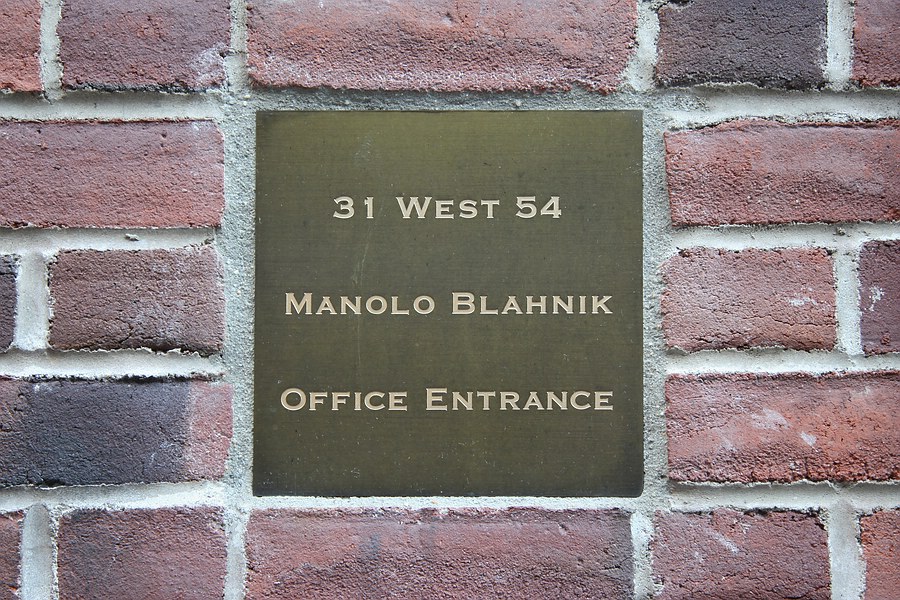 31 West 54
Manolo Blahnik
Office Entrance